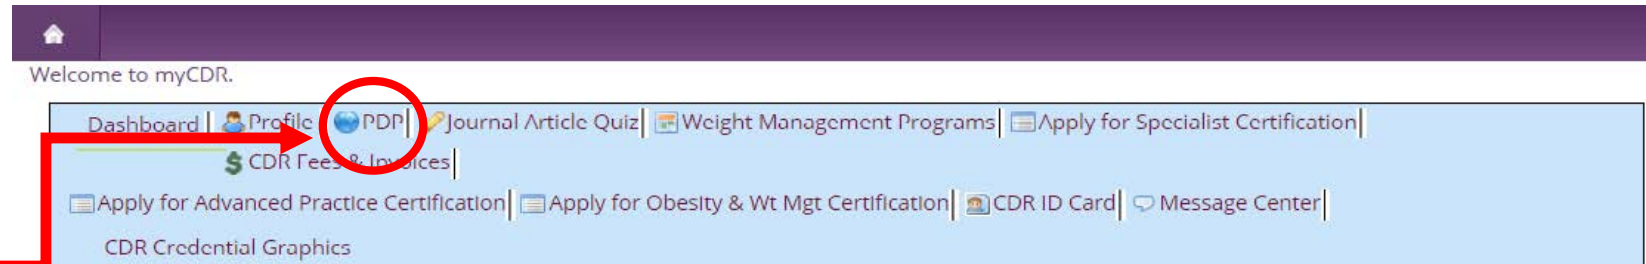 Welcome to myCDR.
Dashboard Profile PDP Journal Article Quiz Weight Management Programs Apply for Specialist Certification
CDR Fees & Invoices
Apply for Advanced Practice Certification Apply for Obesity & Wt Mgt Certification CDR ID Card Message Center
CDR Credential Graphics